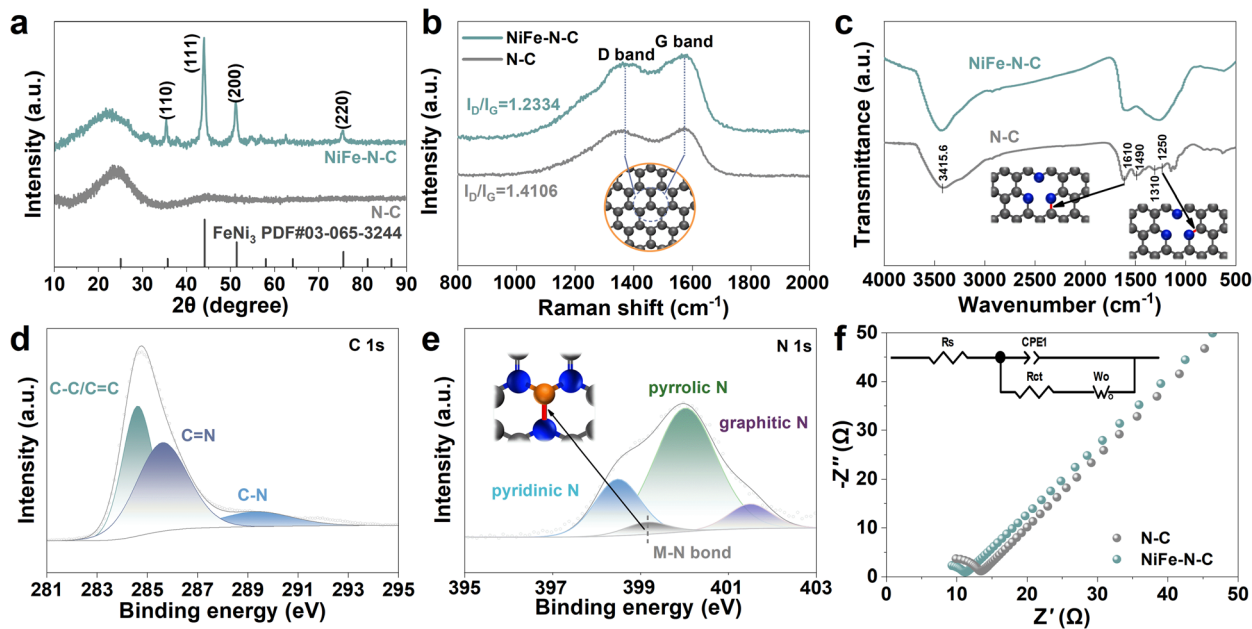 a
Intensity (a.u.)
(110)
(111)
(200)
(220)
NiFe-N-C
N-C
FeNi₃ PDF#03-065-3244
10 20 30 40 50 60 70 80 90
2θ (degree)
b
Intensity (a.u.)
NiFe-N-C
N-C
D band
G band
I_D/I_G=1.2334
I_D/I_G=1.4106
800 1000 1200 1400 1600 1800 2000
Raman shift (cm⁻¹)
c
Transmittance (a.u.)
NiFe-N-C
N-C
3415.6
1610
1490
1310
1250
4000 3500 3000 2500 2000 1500 1000 500
Wavenumber (cm⁻¹)
d
C 1s
Intensity (a.u.)
C-C/C=C
C=N
C-N
281 283 285 287 289 291 293 295
Binding energy (eV)
e
N 1s
Intensity (a.u.)
pyrrolic N
graphitic N
pyridinic N
M-N bond
395 397 399 401 403
Binding energy (eV)
f
-Z″ (Ω)
-50
-40
-30
-20
-10
0
Rs
CPE1
Rct
Wo
N-C
NiFe-N-C
0 10 20 30 40 50
Z′ (Ω)